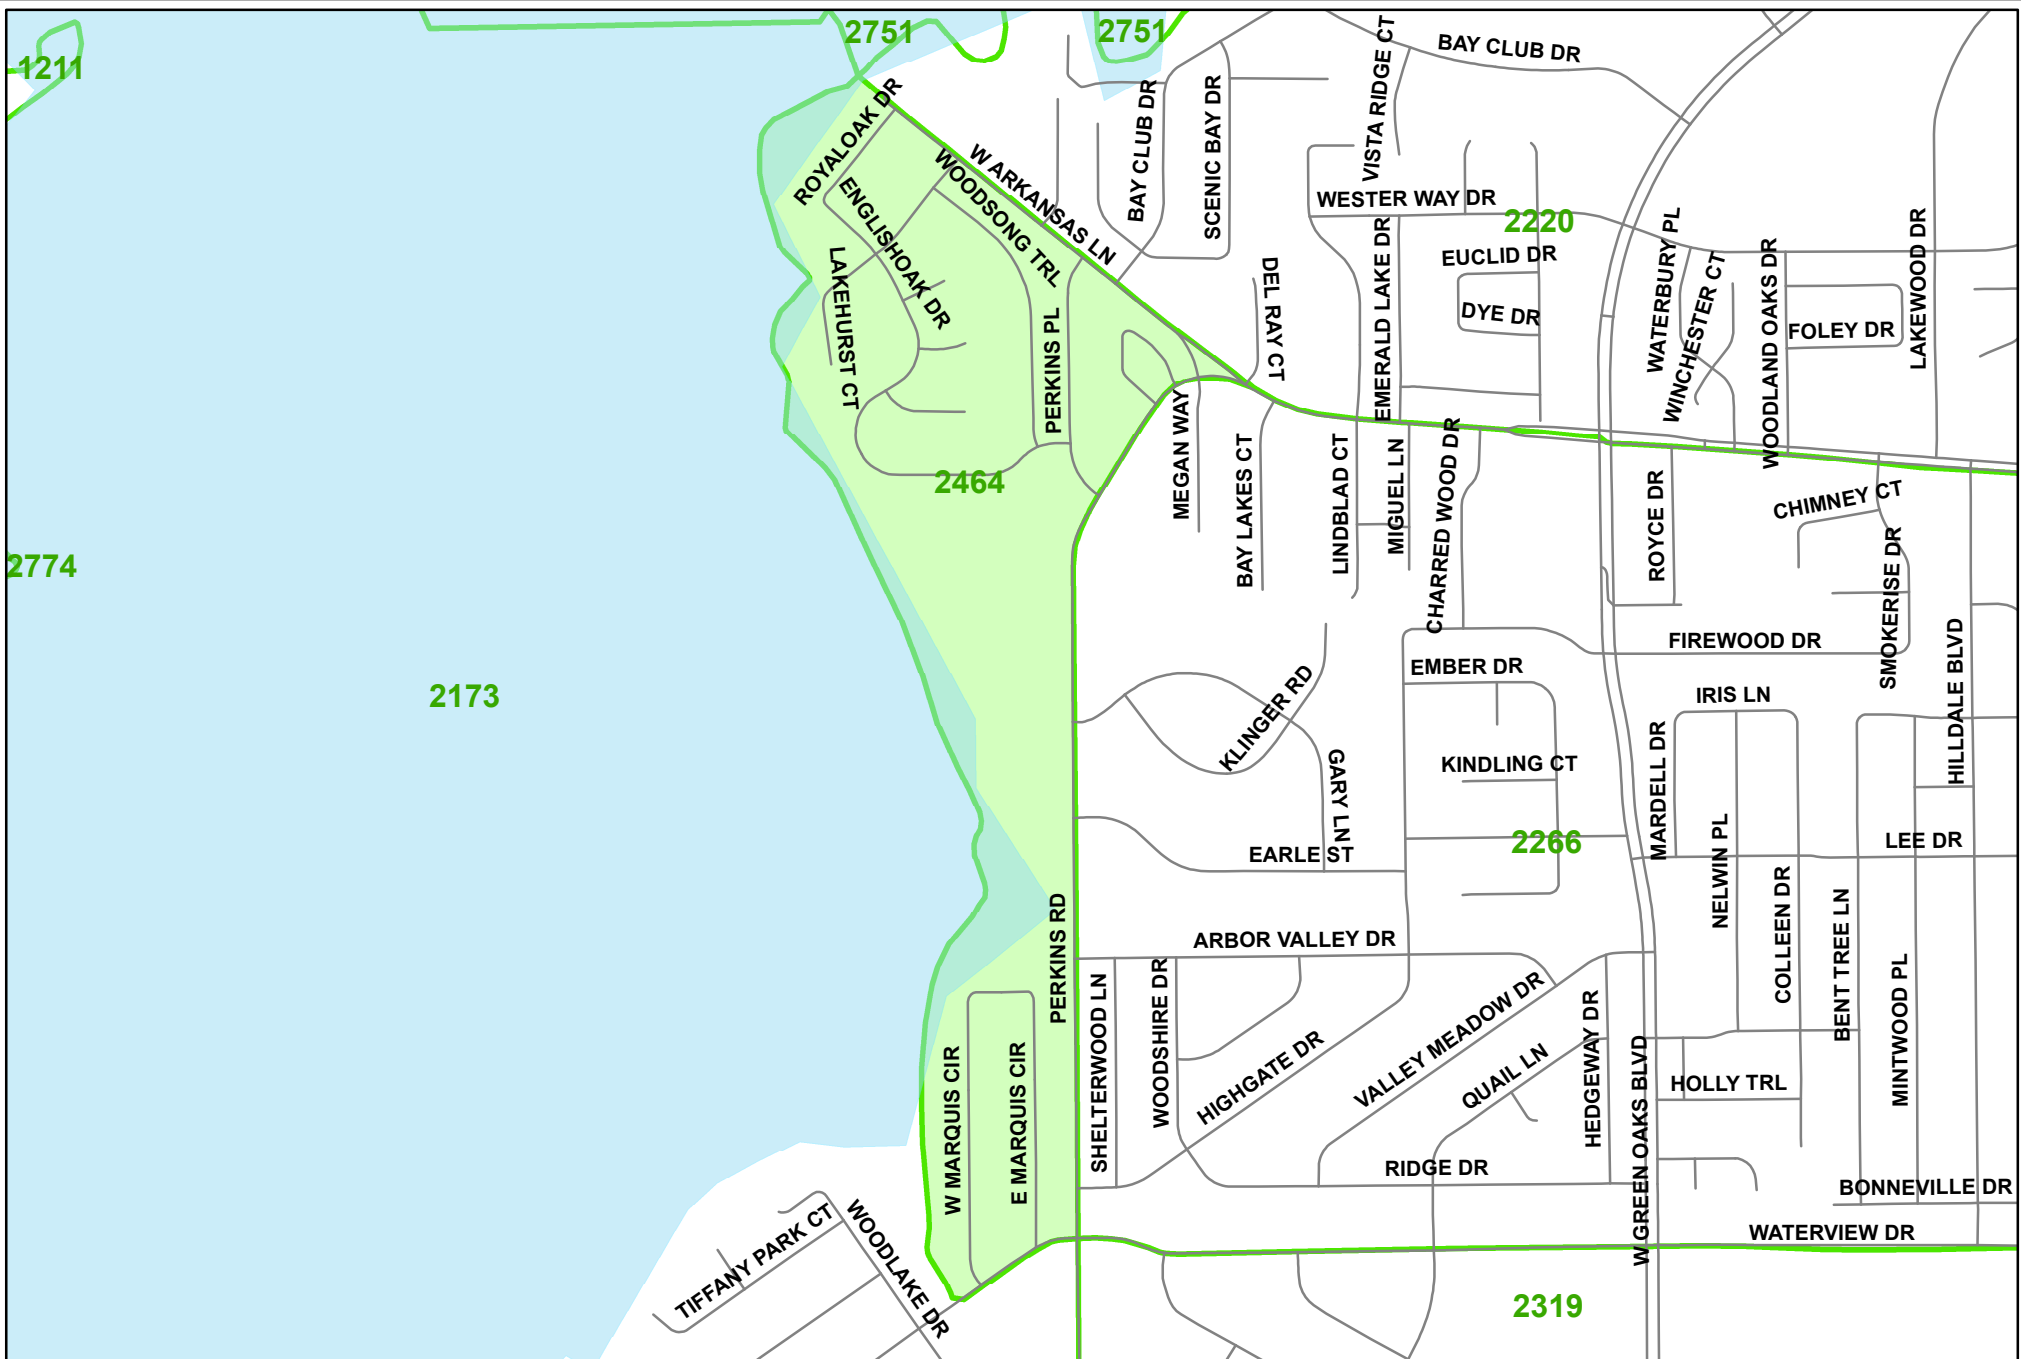 2751
2751
1211
BAY CLUB DR
VISTA RIDGE CT
ROYALOAK DR
BAY CLUB DR
SCENIC BAY DR
W ARKANSAS LN
WOODSONG TRL
ENGLISHOAK DR
WESTER WAY DR
2220
LAKEHURST CT
DEL RAY CT
EMERALD LAKE DR
EUCLID DR
DYE DR
WATERBURY PL
WINCHESTER CT
WOODLAND OAKS DR
FOLEY DR
LAKEWOOD DR
PERKINS PL
2464
MEGAN WAY
BAY LAKES CT
LINDBLAD CT
MIGUEL LN
CHARRED WOOD DR
ROYCE DR
CHIMNEY CT
SMOKERISE DR
2774
2173
FIREWOOD DR
EMBER DR
IRIS LN
HILLDALE BLVD
KLINGER RD
GARY LN
KINDLING CT
MARDELL DR
2266
EARLE ST
NELWIN PL
LEE DR
PERKINS RD
COLLEEN DR
BENT TREE LN
ARBOR VALLEY DR
SHELTERWOOD LN
WOODSHIRE DR
HIGHGATE DR
VALLEY MEADOW DR
QUAIL LN
HEDGEWAY DR
W GREEN OAKS BLVD
HOLLY TRL
MINTWOOD PL
W MARQUIS CIR
E MARQUIS CIR
RIDGE DR
BONNEVILLE DR
WATERVIEW DR
TIFFANY PARK CT
WOODLAKE DR
2319